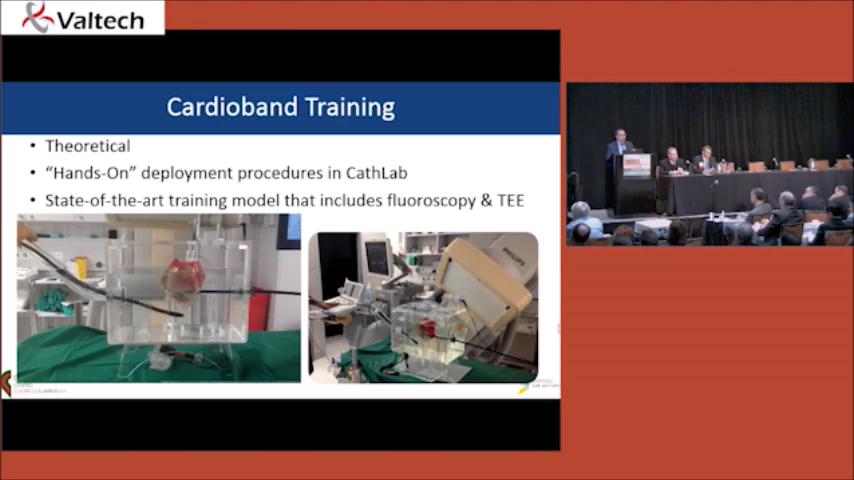 Valtech
Cardioband Training
• Theoretical
• “Hands-On” deployment procedures in CathLab
• State-of-the-art training model that includes fluoroscopy & TEE
PHILIPS